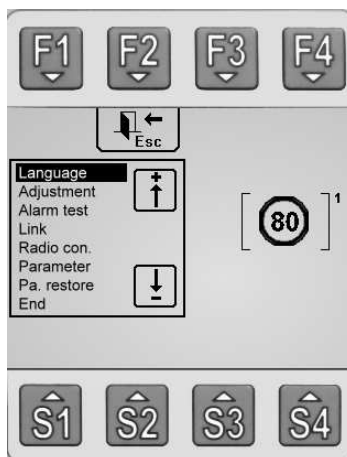 F1 F2 F3 F4
Esc
Language
Adjustment
Alarm test
Link
Radio con.
Parameter
Pa. restore
End
+
-
80 1
S1 S2 S3 S4